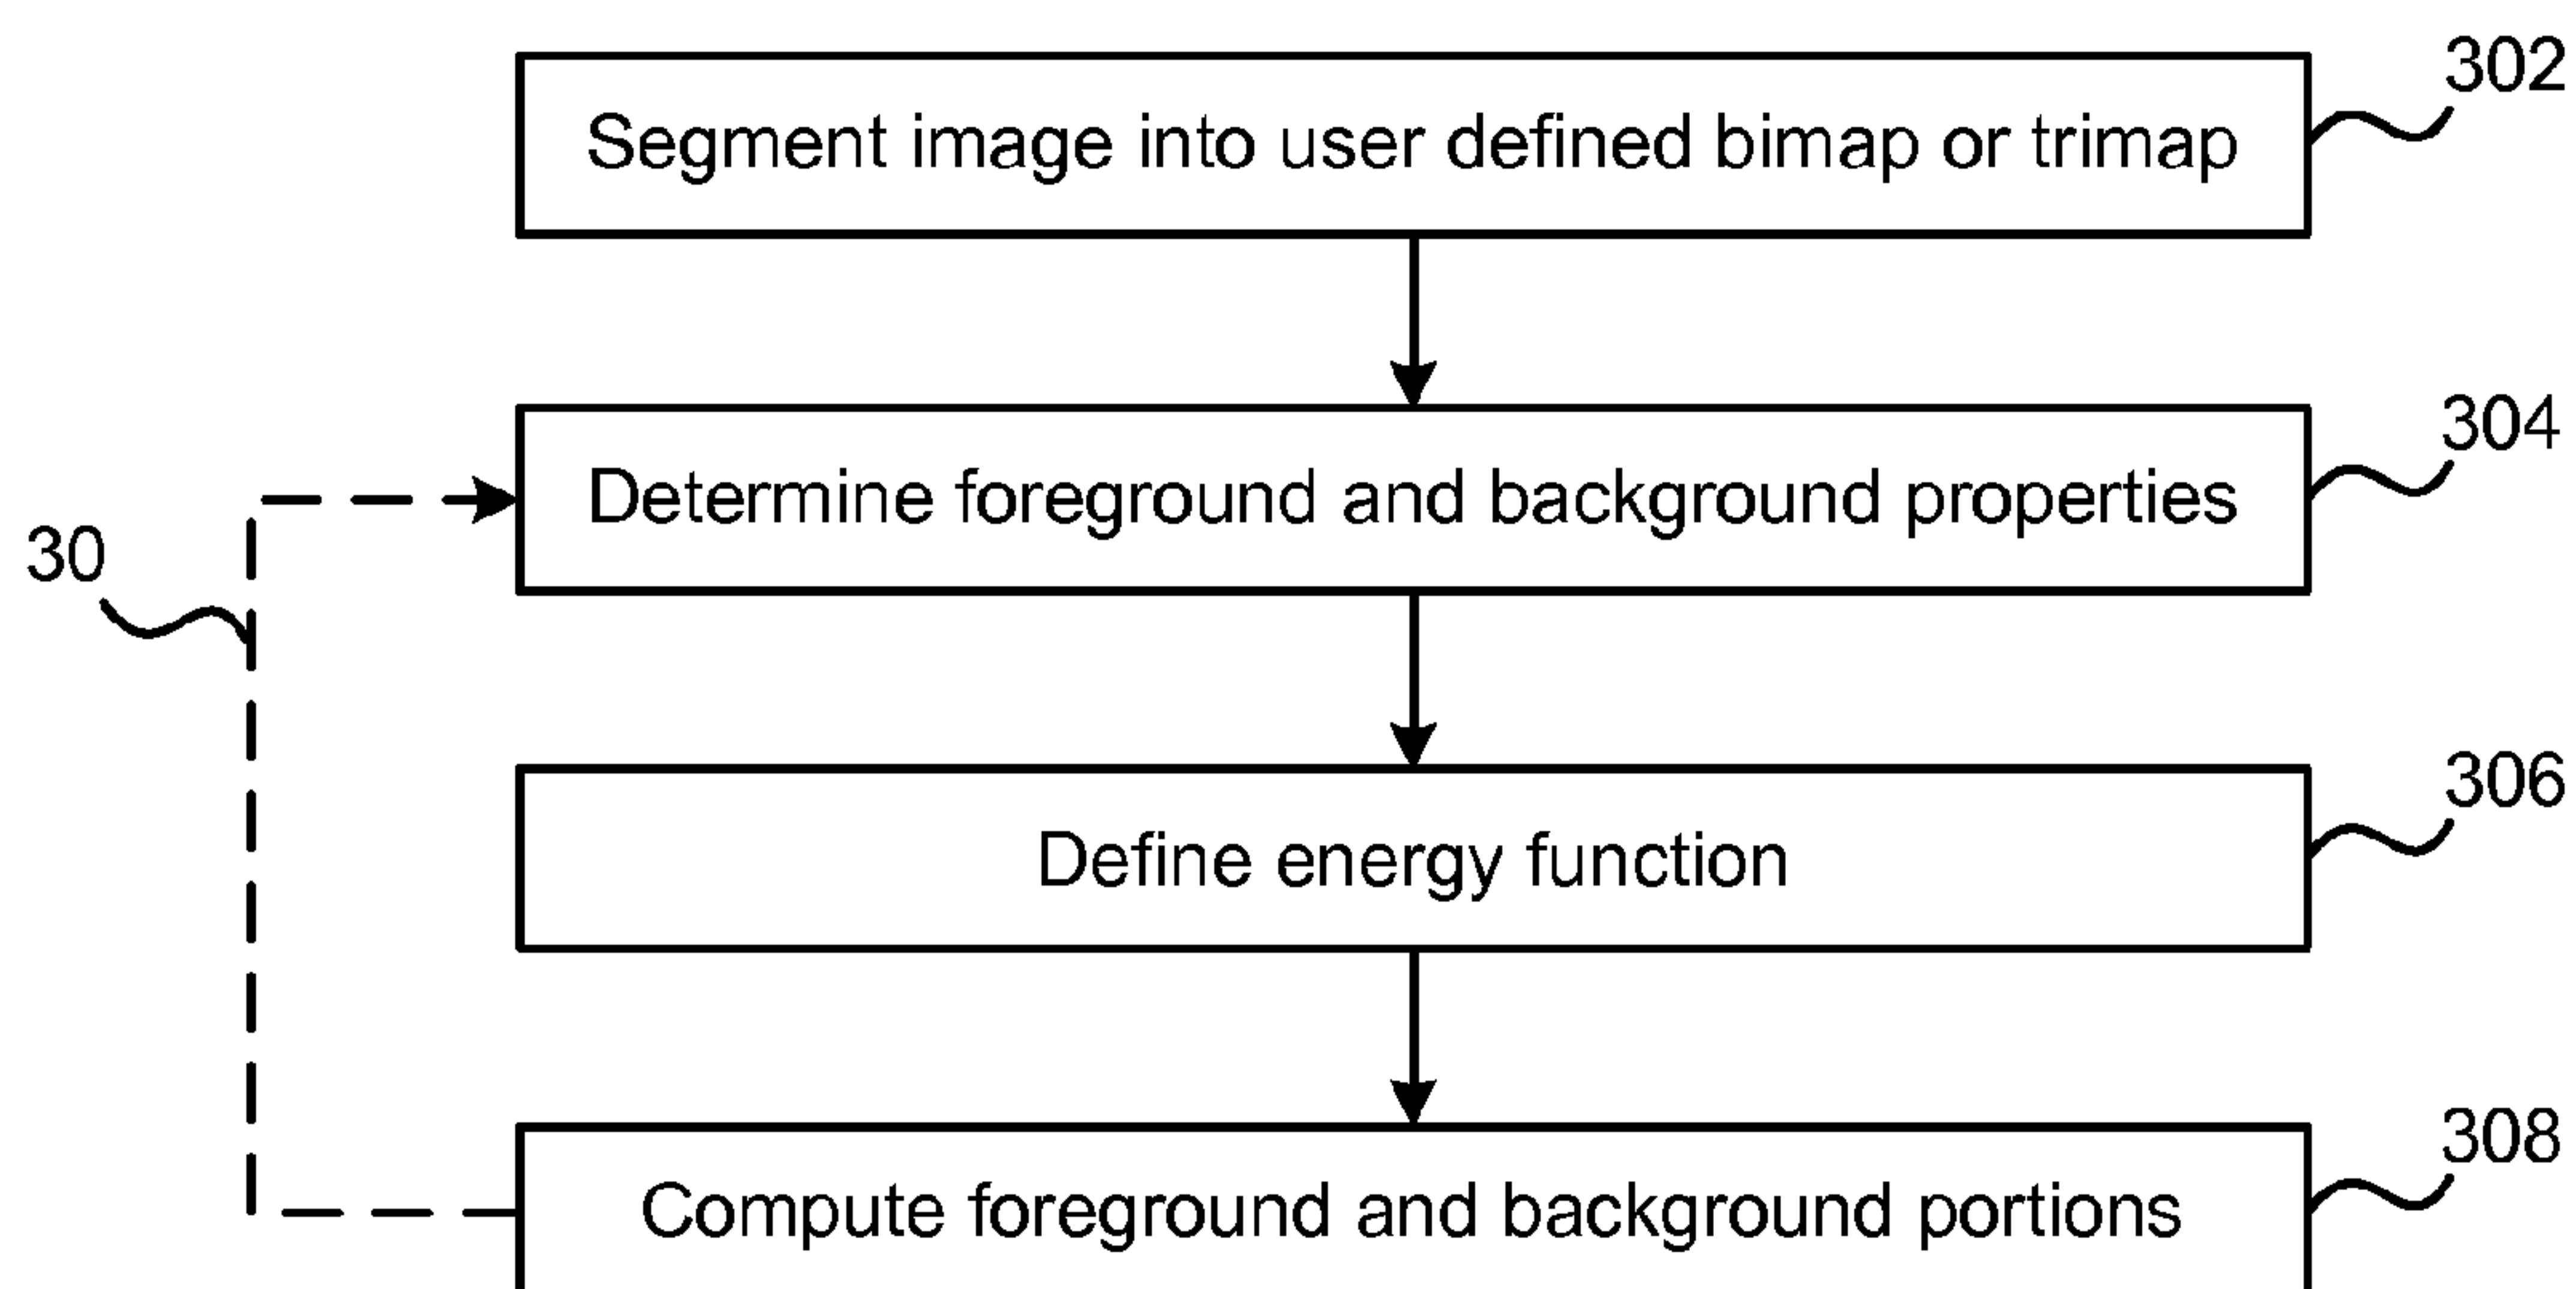 302
Segment image into user defined bimap or trimap
304
Determine foreground and background properties
30
306
Define energy function
308
Compute foreground and background portions